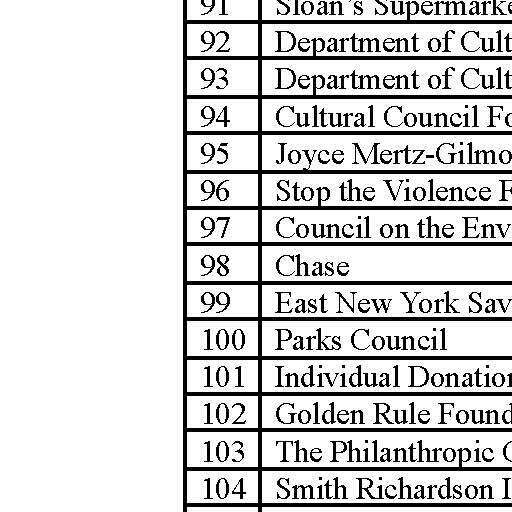 91 Sloan's Supermarke
92 Department of Cult
93 Department of Cult
94 Cultural Council Fo
95 Joyce Mertz-Gilmo
96 Stop the Violence F
97 Council on the Env
98 Chase
99 East New York Sav
100 Parks Council
101 Individual Donation
102 Golden Rule Found
103 The Philanthropic C
104 Smith Richardson I